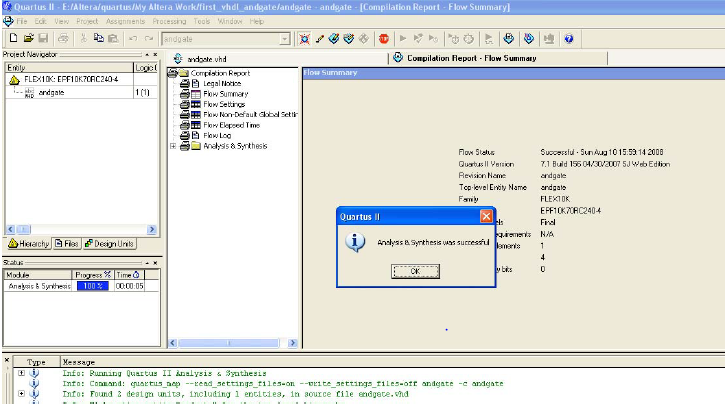 Quartus II - E:/Altera/quartus/My Altera Work/first_vhdl_andgate/andgate - andgate - [Compilation Report - Flow Summary]
File Edit View Project Assignments Processing Tools Window Help
andgate
Project Navigator
Entity Logic
FLEX10K: EPF10K70RC240-4
andgate 1 (1)
Hierarchy Files Design Units
Status
Module Progress % Time
Analysis & Synthesis 100 % 00:00:05
andgate.vhd
Compilation Report - Flow Summary
Compilation Report
Legal Notice
Flow Summary
Flow Settings
Flow Non-Default Global Settin
Flow Elapsed Time
Flow Log
Analysis & Synthesis
Flow Summary
Flow Status Successful - Sun Aug 10 15:59:14 2008
Quartus II Version 7.1 Build 156 04/30/2007 SJ Web Edition
Revision Name andgate
Top-level Entity Name andgate
Family FLEX10K
EPF10K70RC240-4
els Final
quirements N/A
lements 1
4
y bits 0
Quartus II
Analysis & Synthesis was successful
OK
Type Message
Info: Running Quartus II Analysis & Synthesis
Info: Command: quartus_map --read_settings_files=on --write_settings_files=off andgate -c andgate
Info: Found 2 design units, including 1 entities, in source file andgate.vhd